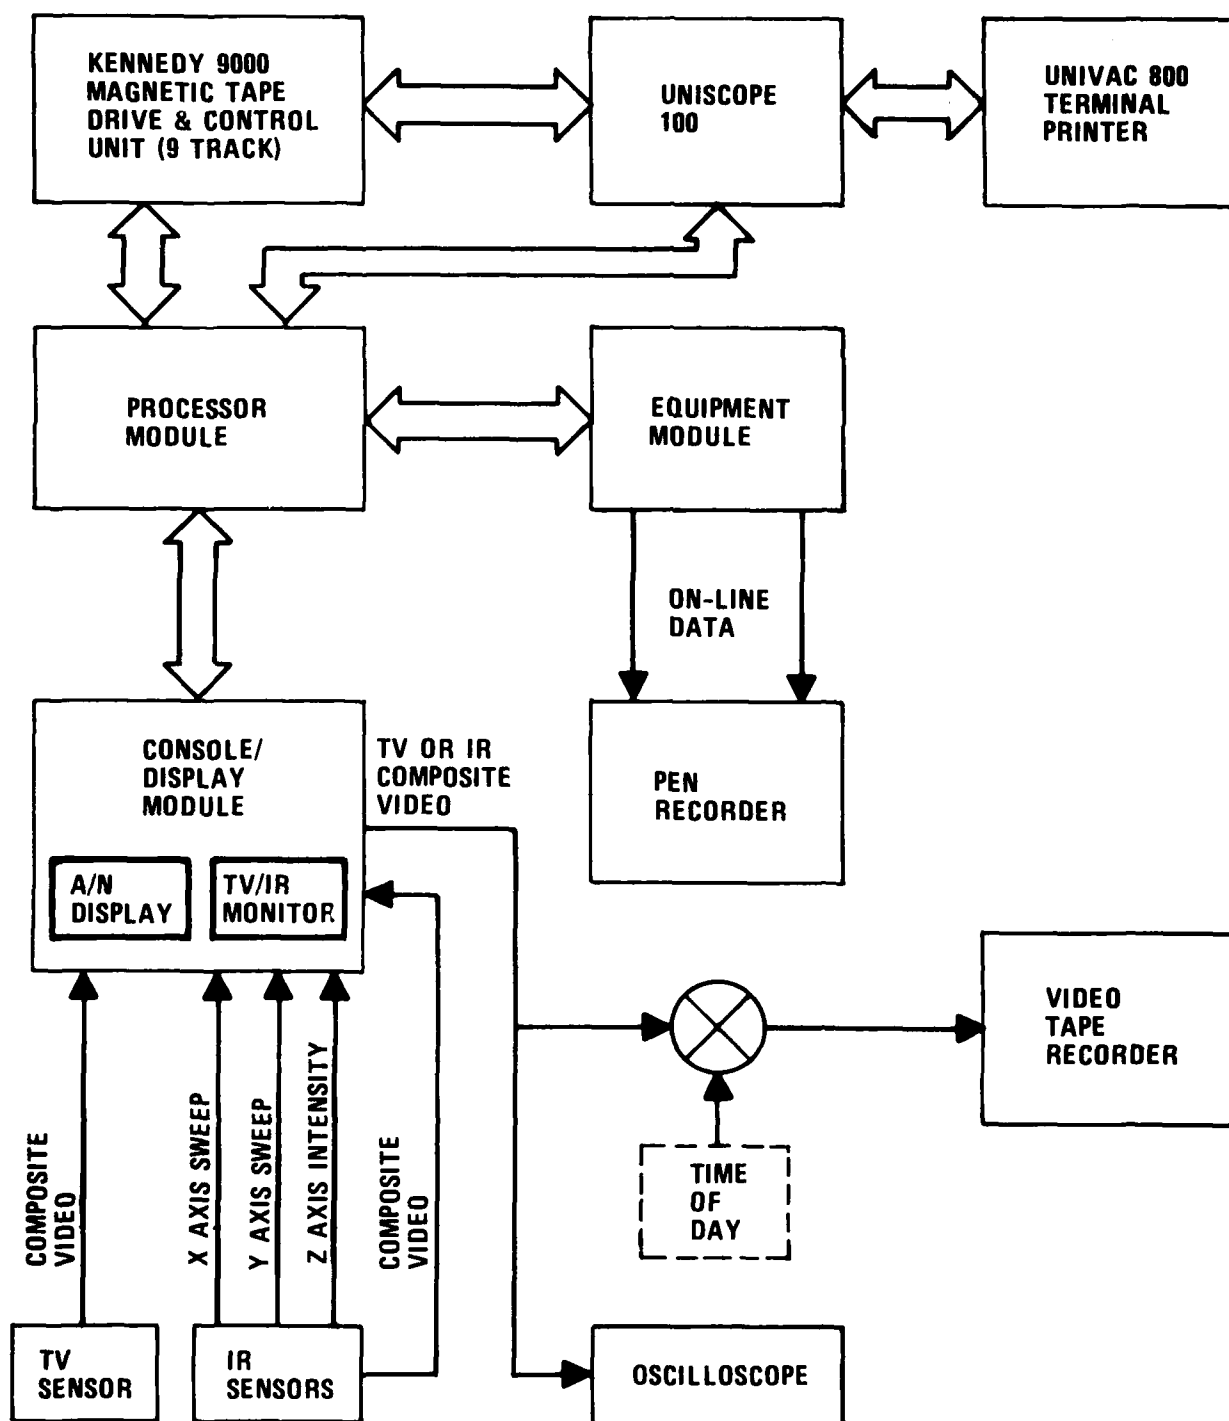 KENNEDY 9000
MAGNETIC TAPE
DRIVE & CONTROL
UNIT (9 TRACK)
UNISCOPE
100
UNIVAC 800
TERMINAL
PRINTER
PROCESSOR
MODULE
EQUIPMENT
MODULE
ON-LINE
DATA
CONSOLE/
DISPLAY
MODULE
TV OR IR
COMPOSITE
VIDEO
PEN
RECORDER
A/N
DISPLAY
TV/IR
MONITOR
VIDEO
TAPE
RECORDER
COMPOSITE
VIDEO
X AXIS SWEEP
Y AXIS SWEEP
Z AXIS INTENSITY
COMPOSITE
VIDEO
TIME
OF
DAY
TV
SENSOR
IR
SENSORS
OSCILLOSCOPE